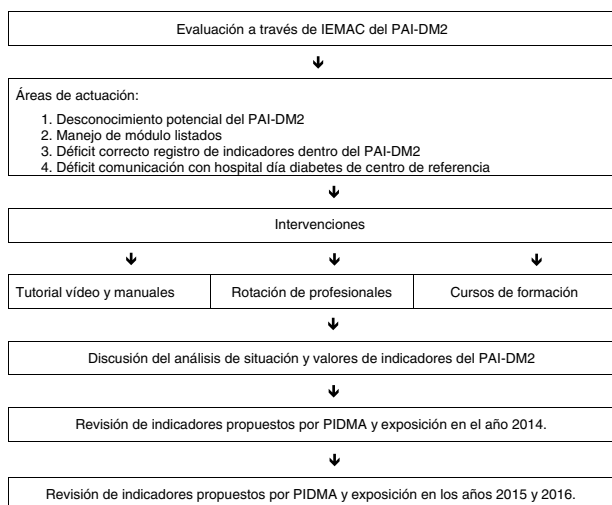 Evaluación a través de IEMAC del PAI-DM2
Áreas de actuación:
1. Desconocimiento potencial del PAI-DM2
2. Manejo de módulo listados
3. Déficit correcto registro de indicadores dentro del PAI-DM2
4. Déficit comunicación con hospital día diabetes de centro de referencia
Intervenciones
Tutorial vídeo y manuales
Rotación de profesionales
Cursos de formación
Discusión del análisis de situación y valores de indicadores del PAI-DM2
Revisión de indicadores propuestos por PIDMA y exposición en el año 2014.
Revisión de indicadores propuestos por PIDMA y exposición en los años 2015 y 2016.